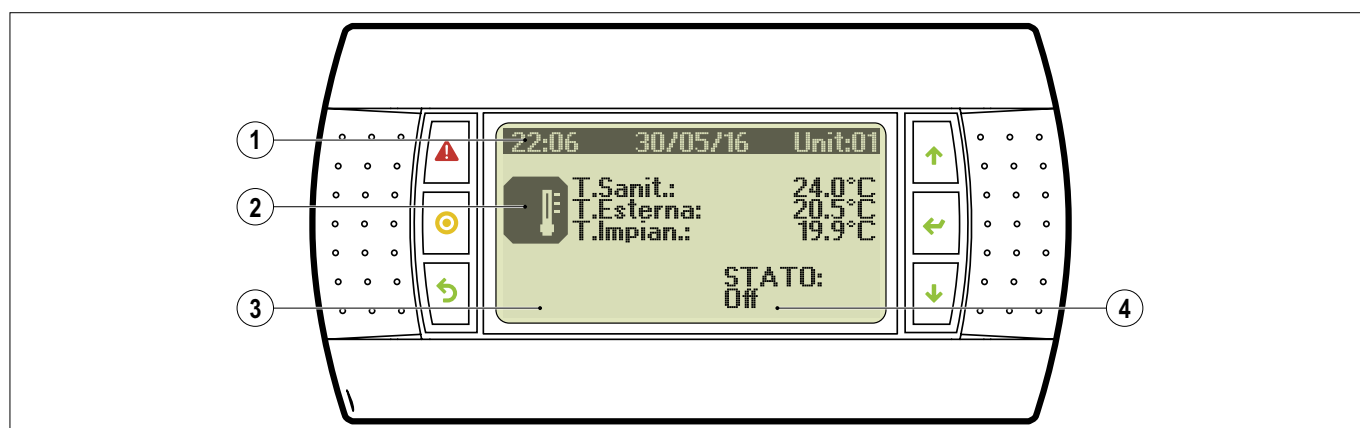 22:06 30/05/16 Unit:01
T.Sanit.: 24.0°C
T.Esterna: 20.5°C
T.Impian.: 19.9°C
STATO:
Off
1
2
3
4